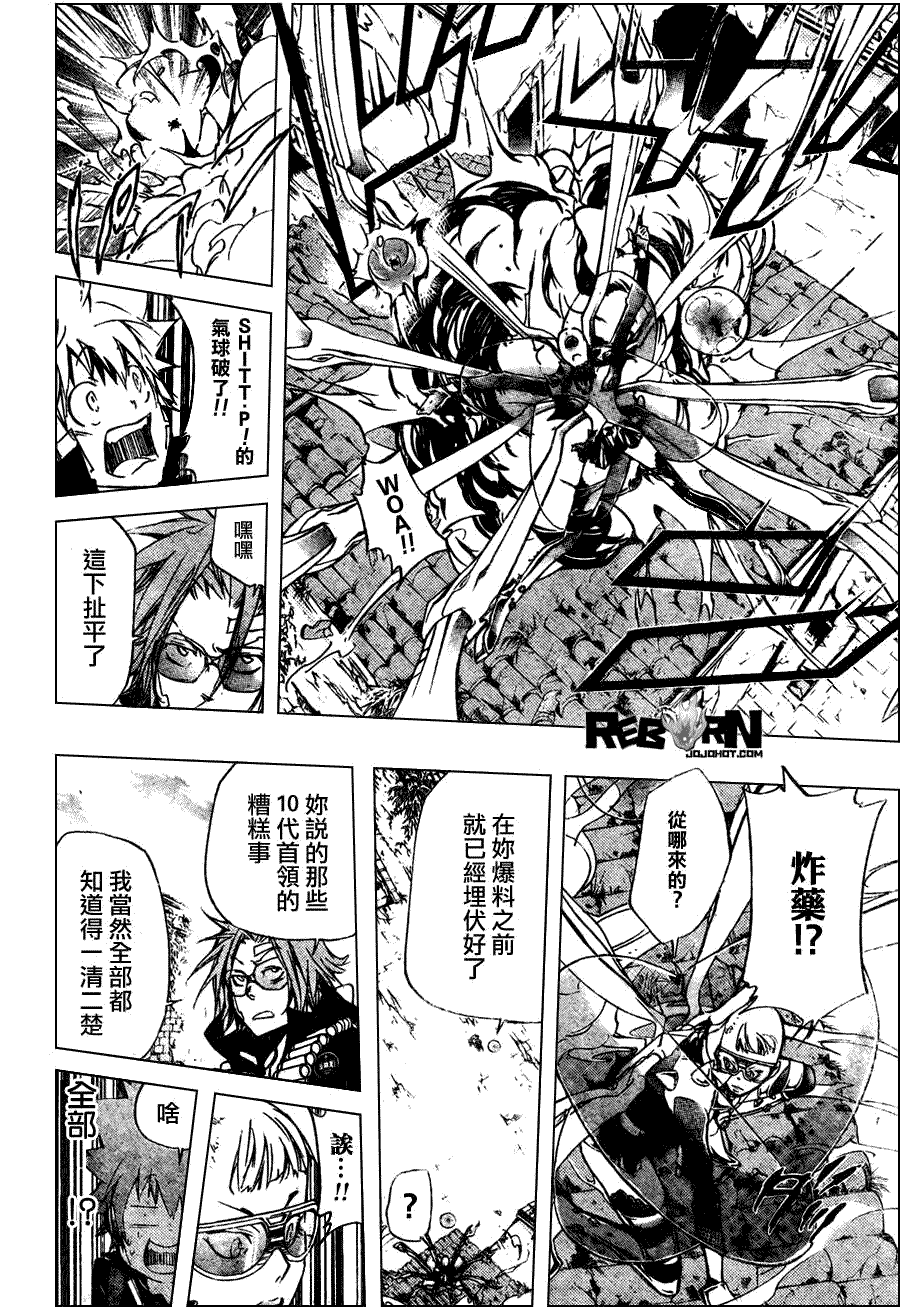 WOA!!
SHITT·P!的
氣球破了!!
嘿嘿
這下扯平了
REBORN
JOJOHOT.COM
炸藥!?
從哪來的?
在妳爆料之前
就已經埋伏好了
?
妳說的那些
10代首領的
糟糕事
我當然全部都
知道得一清二楚
誒…!!
啥
全部!?